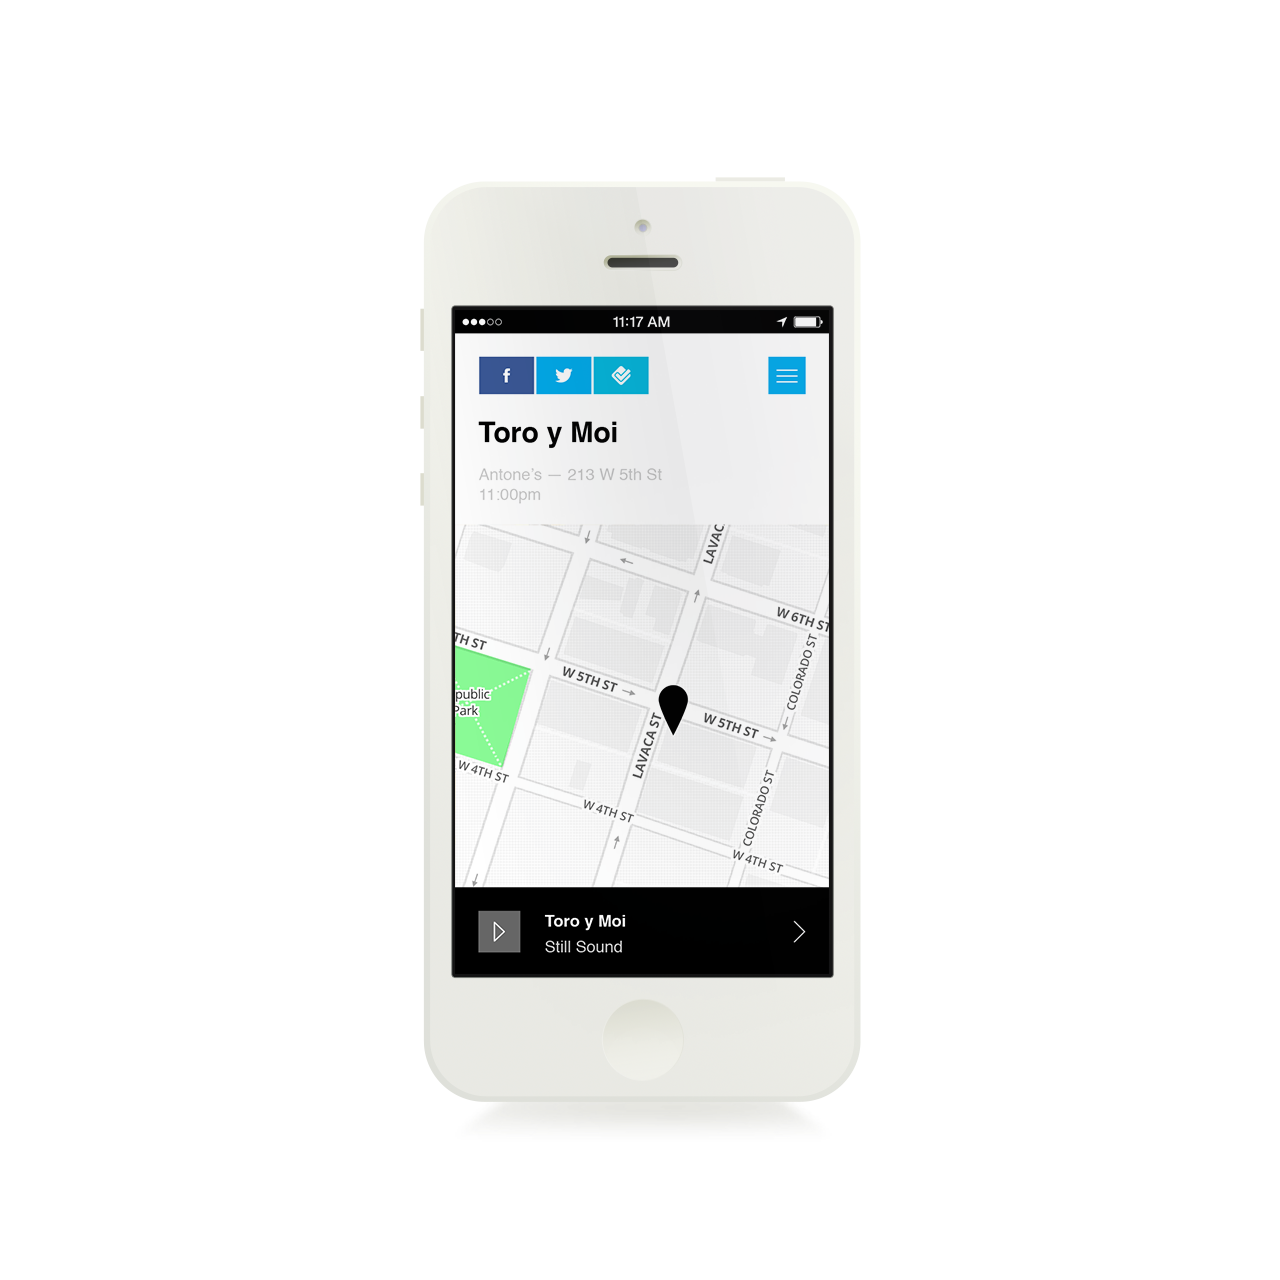 11:17 AM
f
Toro y Moi
Antone's — 213 W 5th St
11:00pm
LAVAC
W 6TH ST
TH ST
COLORADO ST
W 5TH ST
public
Park
W 5TH ST
LAVACA ST
W 4TH ST
COLORADO ST
W 4TH ST
W 4TH ST
Toro y Moi
Still Sound